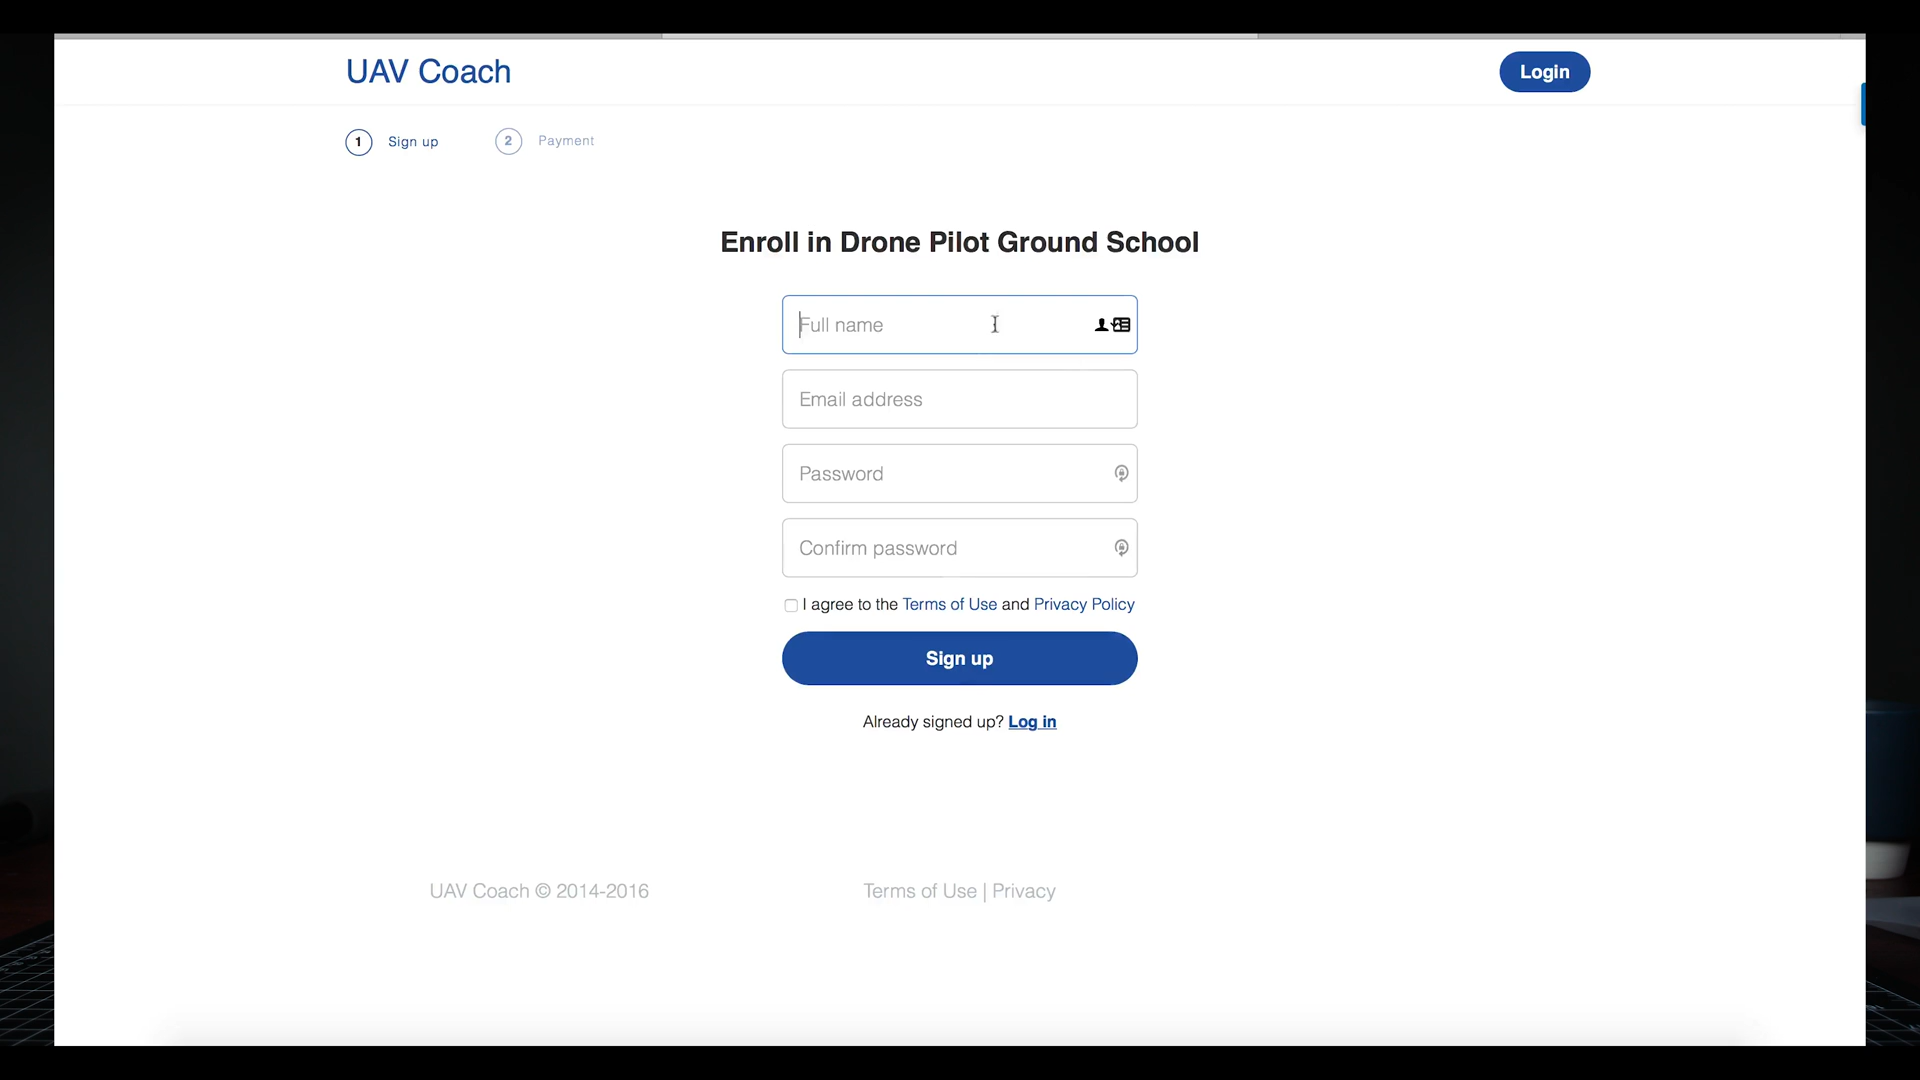 UAV Coach
Login
1 Sign up 2 Payment
Enroll in Drone Pilot Ground School
Full name
Email address
Password
Confirm password
I agree to the Terms of Use and Privacy Policy
Sign up
Already signed up? Log in
UAV Coach © 2014-2016
Terms of Use | Privacy